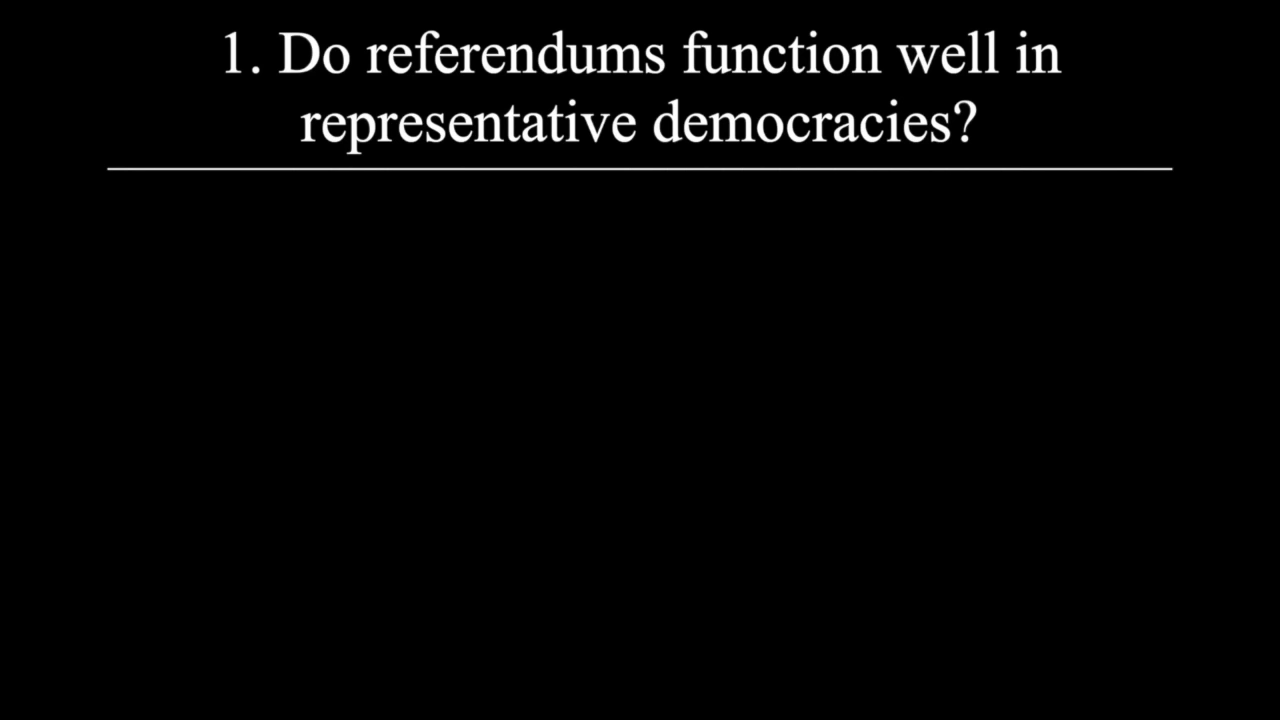 1. Do referendums function well in
representative democracies?